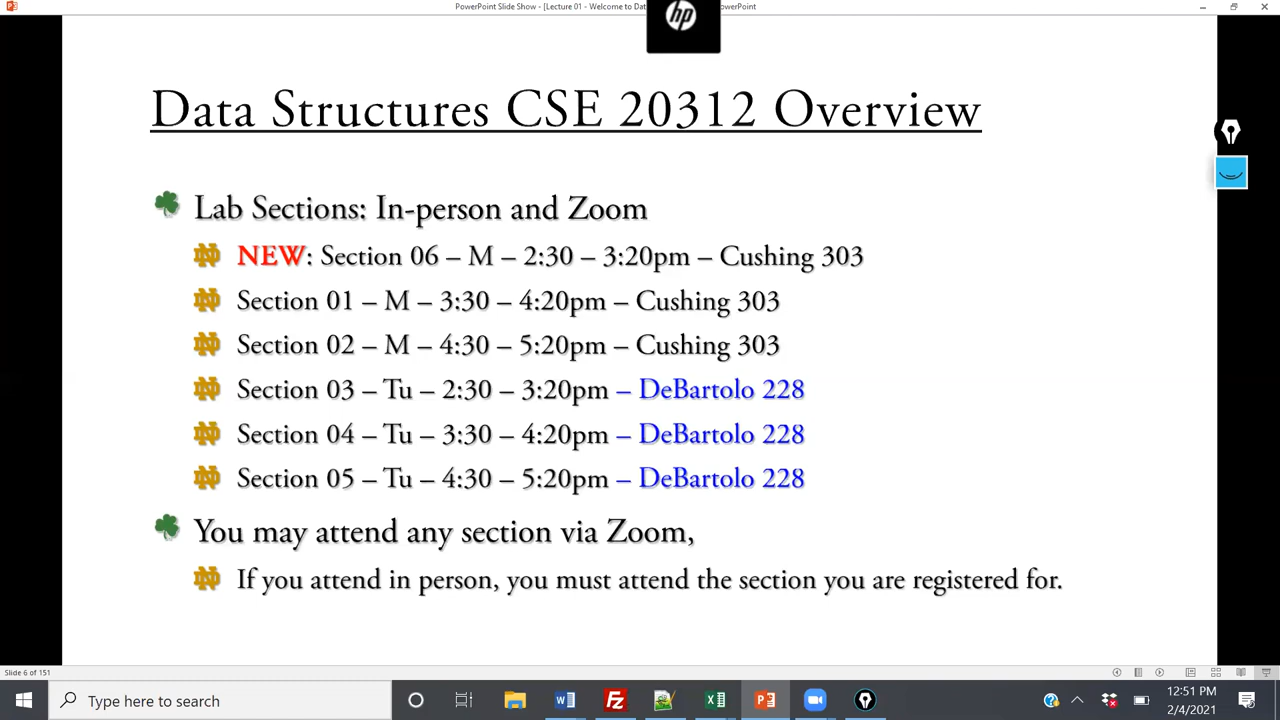 PowerPoint Slide Show - [Lecture 01 - Welcome to Dat
owerPoint
hp
Data Structures CSE 20312 Overview
Lab Sections: In-person and Zoom
NEW: Section 06 – M – 2:30 – 3:20pm – Cushing 303
Section 01 – M – 3:30 – 4:20pm – Cushing 303
Section 02 – M – 4:30 – 5:20pm – Cushing 303
Section 03 – Tu – 2:30 – 3:20pm – DeBartolo 228
Section 04 – Tu – 3:30 – 4:20pm – DeBartolo 228
Section 05 – Tu – 4:30 – 5:20pm – DeBartolo 228
You may attend any section via Zoom,
If you attend in person, you must attend the section you are registered for.
Slide 6 of 151
Type here to search
12:51 PM
2/4/2021